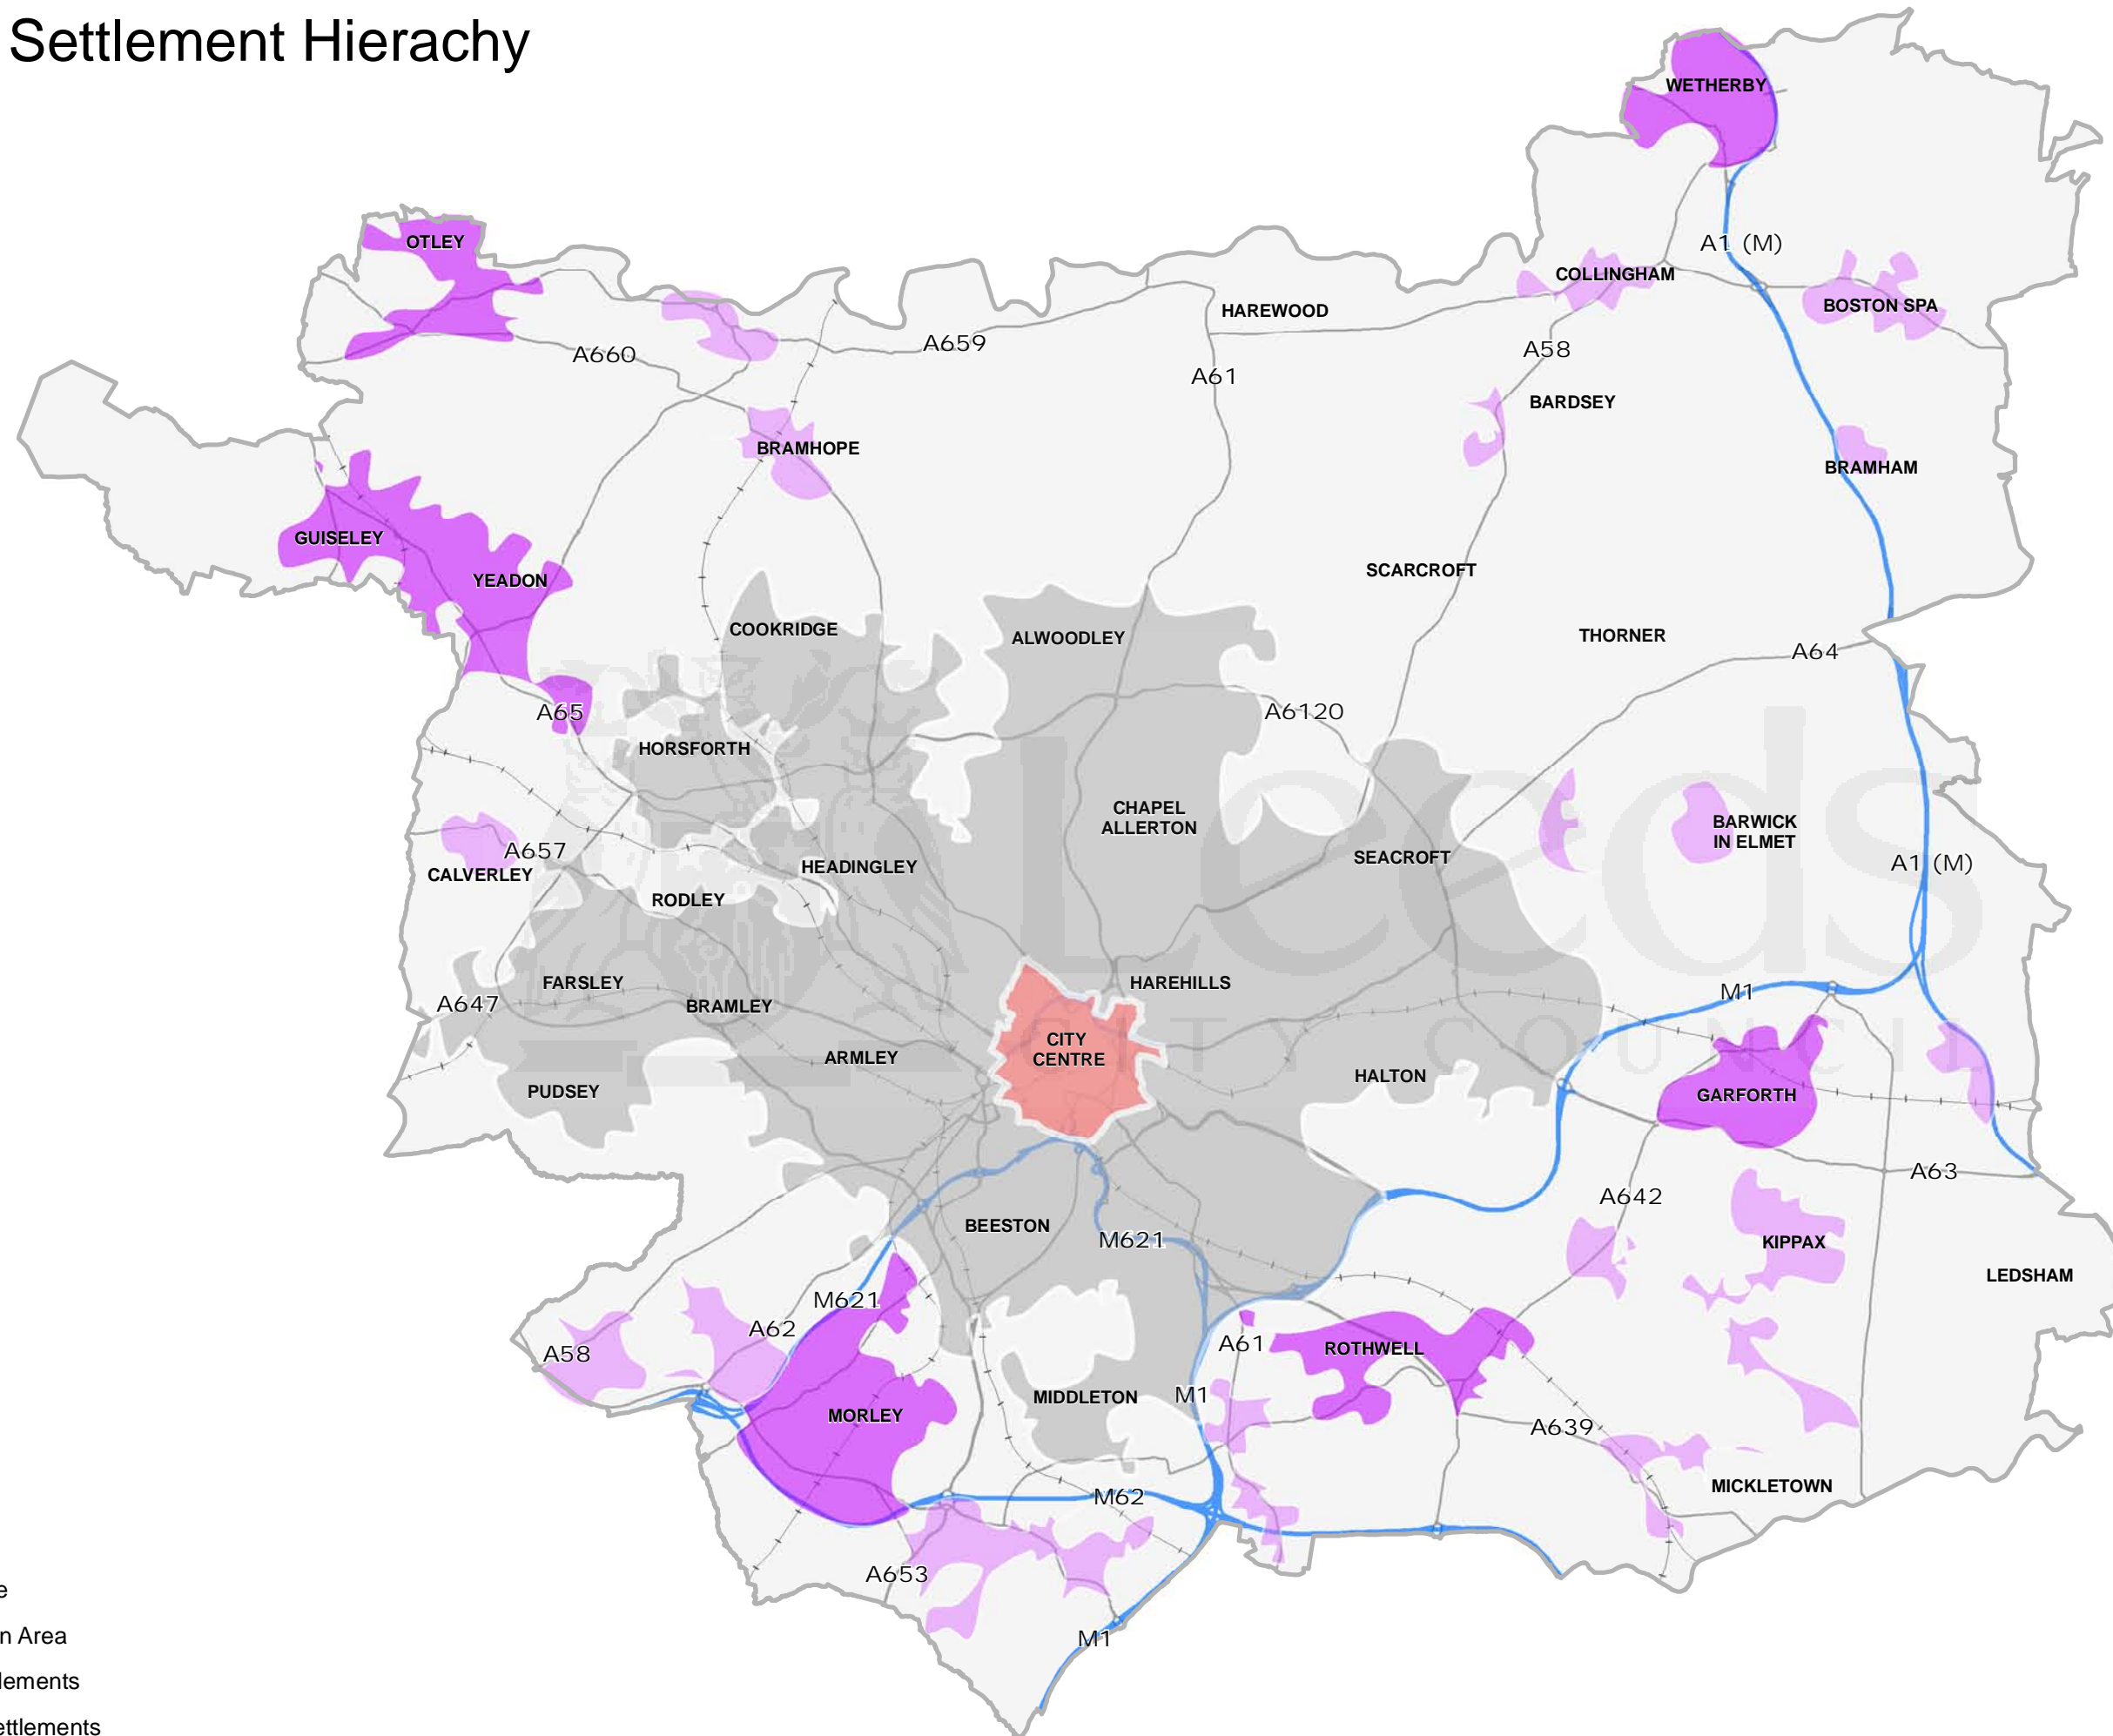 Settlement Hierachy
WETHERBY
OTLEY
A1 (M)
COLLINGHAM
BOSTON SPA
HAREWOOD
A659
A660
A58
A61
BARDSEY
BRAMHOPE
BRAMHAM
GUISELEY
YEADON
SCARCROFT
COOKRIDGE
ALWOODLEY
THORNER
A64
A65
A6120
HORSFORTH
CHAPEL
ALLERTON
BARWICK
IN ELMET
A657
SEACROFT
A1 (M)
HEADINGLEY
CALVERLEY
RODLEY
Leeds
CITY COUNCIL
FARSLEY
HAREHILLS
M1
A647
BRAMLEY
CITY
CENTRE
ARMLEY
HALTON
PUDSEY
GARFORTH
A63
A642
BEESTON
M621
KIPPAX
LEDSHAM
M621
A62
A61
ROTHWELL
A58
M1
MIDDLETON
MORLEY
A639
MICKLETOWN
M62
A653
M1
e
n Area
lements
ettlements